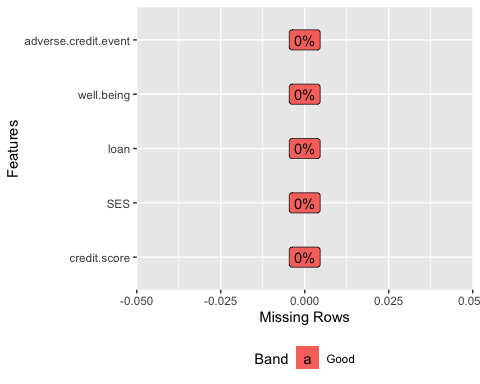 Features
adverse.credit.event
0%
well.being
0%
loan
0%
SES
0%
credit.score
0%
-0.050
-0.025
0.000
0.025
0.05
Missing Rows
Band
a
Good